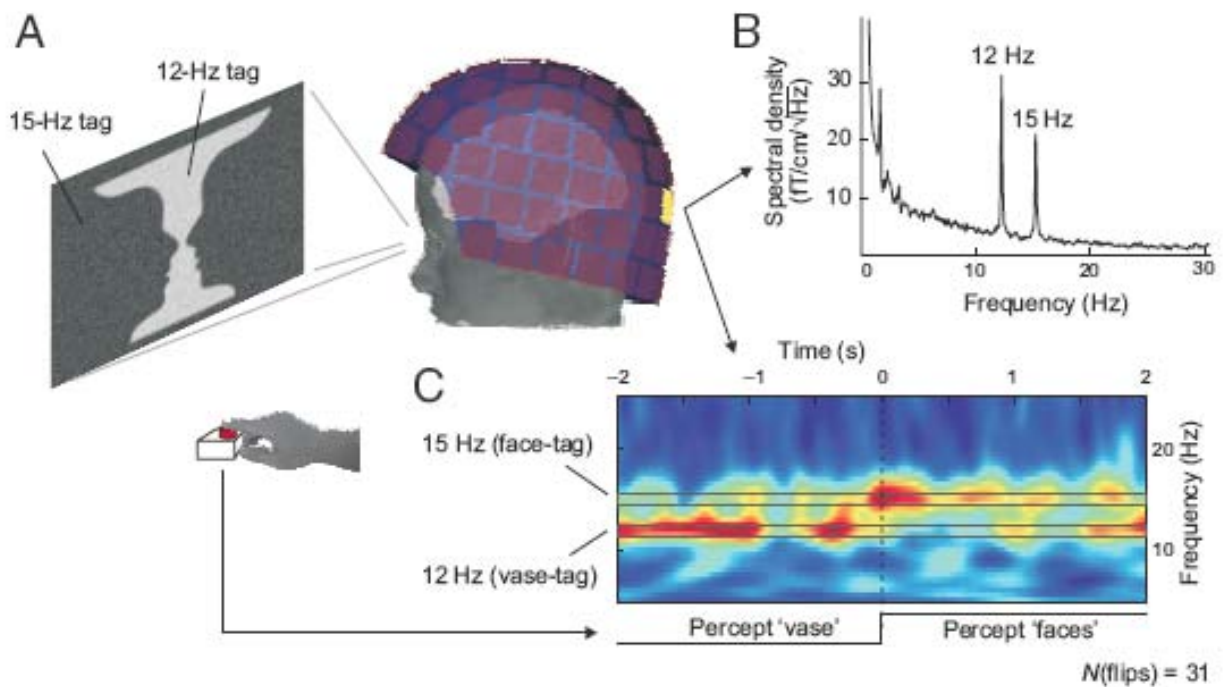 A
12-Hz tag
15-Hz tag
B
Spectral density
(fT/cm/√Hz)
30
20
10
12 Hz
15 Hz
0
10
20
30
Frequency (Hz)
C
Time (s)
−2
−1
0
1
2
15 Hz (face-tag)
12 Hz (vase-tag)
20
10
Frequency (Hz)
Percept ‘vase’
Percept ‘faces’
N(flips) = 31